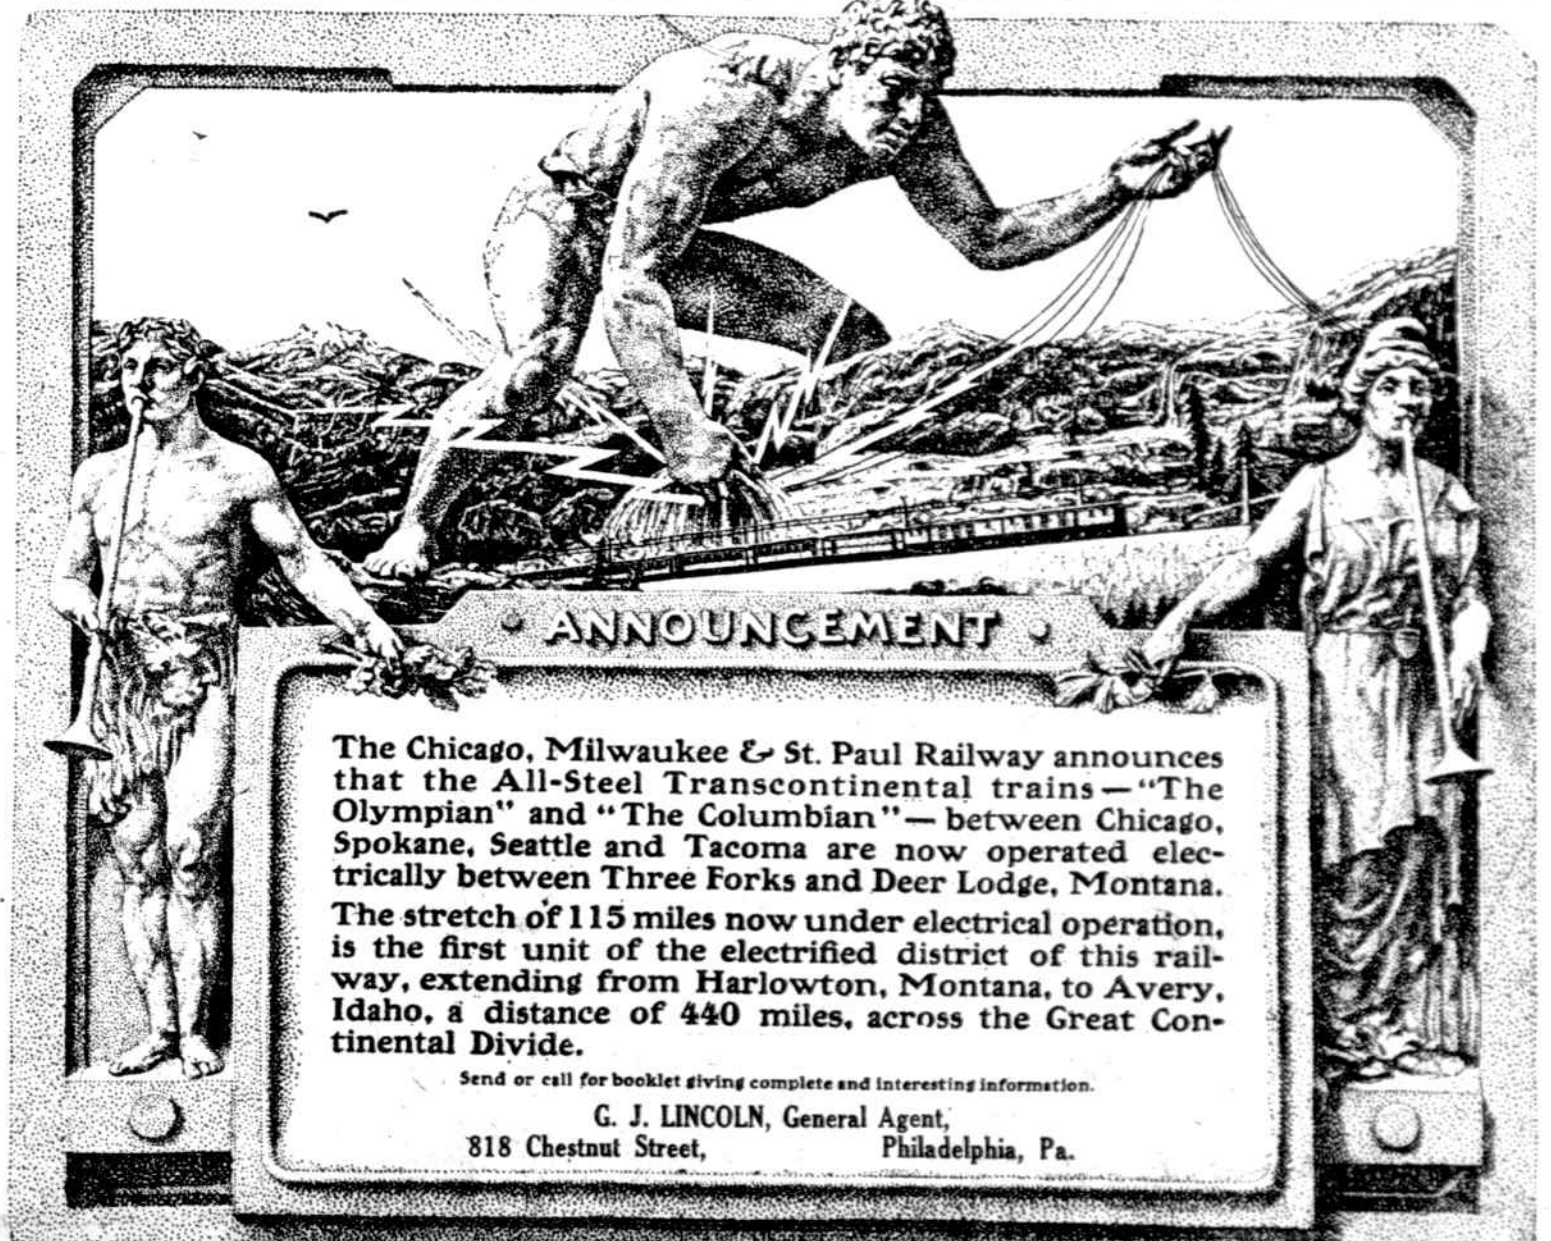 ANNOUNCEMENT
The Chicago, Milwaukee & St. Paul Railway announces
that the All-Steel Transcontinental trains—"The
Olympian" and "The Columbian"— between Chicago,
Spokane, Seattle and Tacoma are now operated elec-
trically between Three Forks and Deer Lodge, Montana.
The stretch of 115 miles now under electrical operation,
is the first unit of the electrified district of this rail-
way, extending from Harlowton, Montana, to Avery,
Idaho, a distance of 440 miles, across the Great Con-
tinental Divide.
Send or call for booklet giving complete and interesting information.
G. J. LINCOLN, General Agent,
818 Chestnut Street, Philadelphia, Pa.